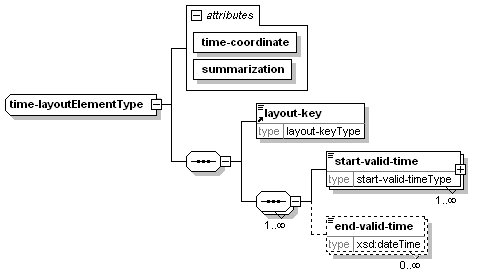 attributes
time-coordinate
summarization
time-layoutElementType
layout-key
type layout-keyType
start-valid-time
type start-valid-timeType
1..∞
1..∞
end-valid-time
type xsd:dateTime
0..∞